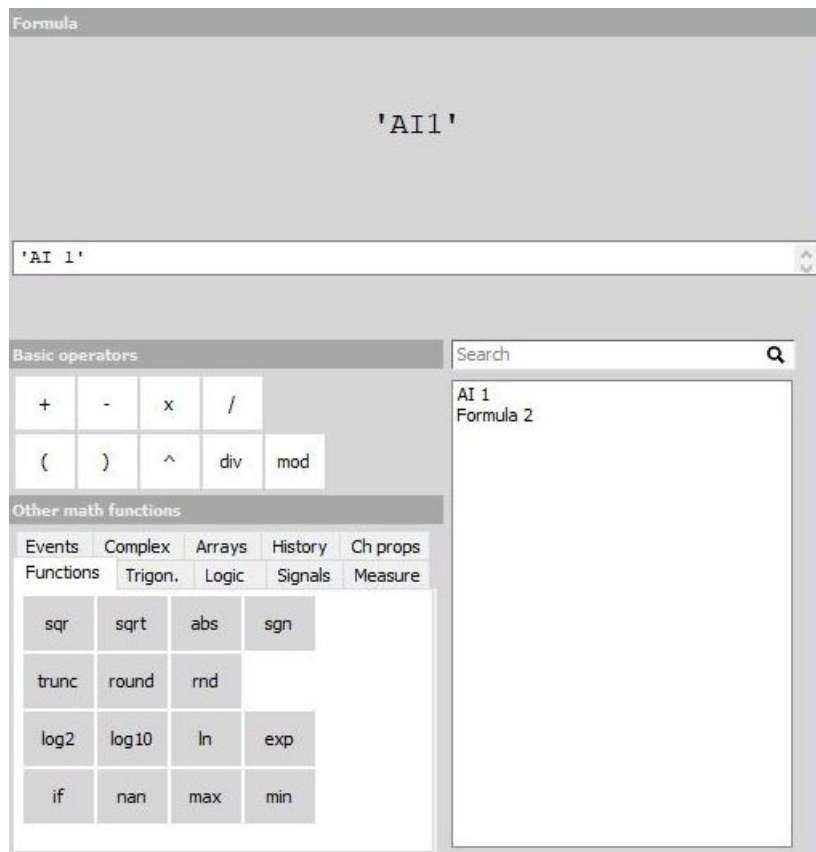 Formula
'AI1'
'AI 1'
Basic operators
+ - x /
( ) ^ div mod
Other math functions
Events Complex Arrays History Ch props
Functions Trigon. Logic Signals Measure
sqr sqrt abs sgn
trunc round rnd
log2 log10 ln exp
if nan max min
Search
AI 1
Formula 2